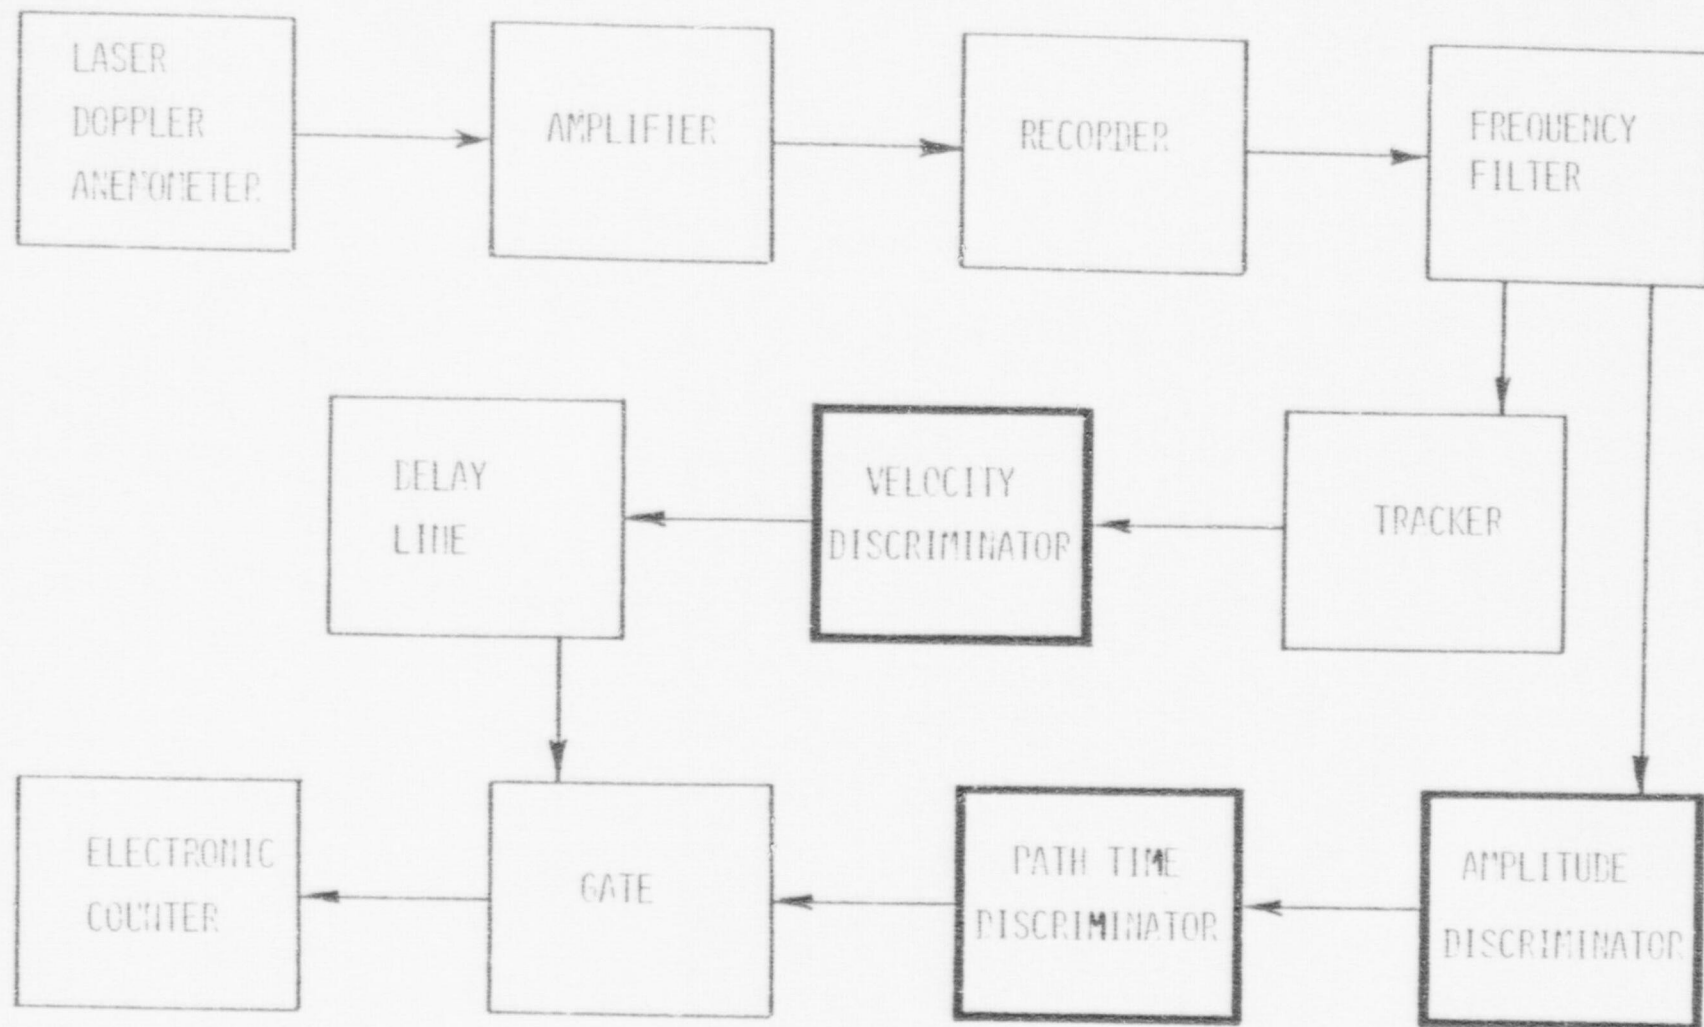 LASER
DOPPLER
ANEMOMETER
AMPLIFIER
RECORDER
FREQUENCY
FILTER
DELAY
LINE
VELOCITY
DISCRIMINATOR
TRACKER
ELECTRONIC
COUNTER
GATE
PATH TIME
DISCRIMINATOR
AMPLITUDE
DISCRIMINATOR